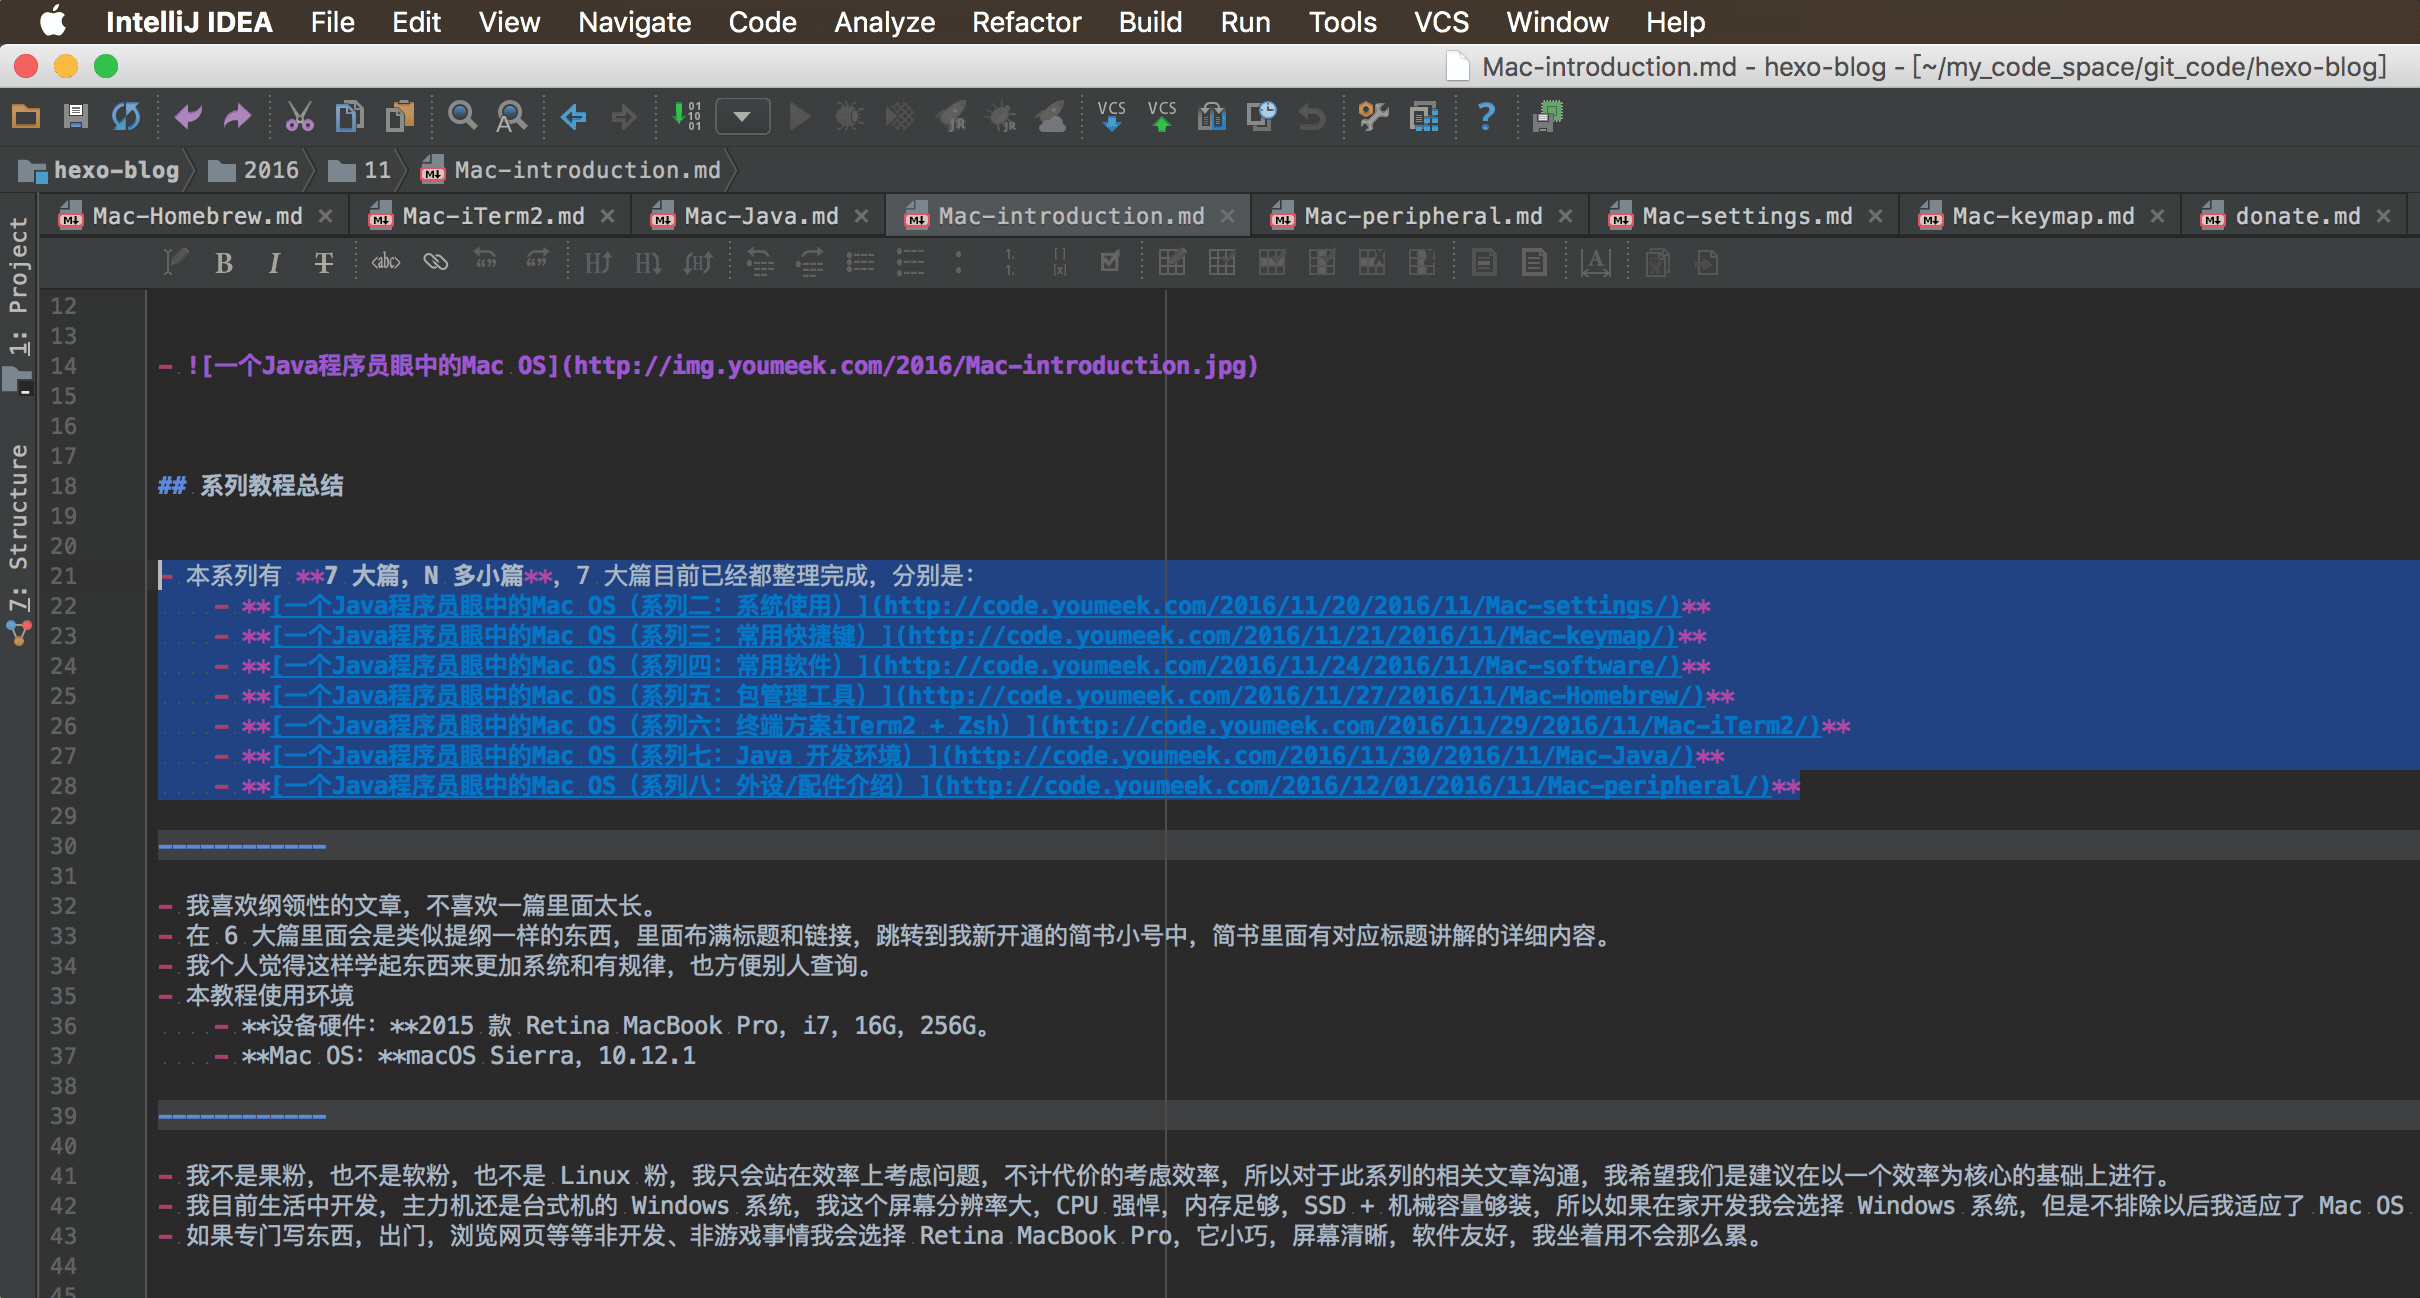 IntelliJ IDEA File Edit View Navigate Code Analyze Refactor Build Run Tools VCS Window Help
Mac-introduction.md - hexo-blog - [~/my_code_space/git_code/hexo-blog]
VCS VCS
hexo-blog 2016 11 Mac-introduction.md
Mac-Homebrew.md Mac-iTerm2.md Mac-Java.md Mac-introduction.md Mac-peripheral.md Mac-settings.md Mac-keymap.md donate.md
1: Project
7: Structure
12
13
14 - ![一个Java程序员眼中的Mac OS](http://img.youmeek.com/2016/Mac-introduction.jpg)
15
16
17
18 ## 系列教程总结
19
20
21 - 本系列有 **7 大篇，N 多小篇**，7 大篇目前已经都整理完成，分别是：
22 - **[一个Java程序员眼中的Mac OS（系列二：系统使用）](http://code.youmeek.com/2016/11/20/2016/11/Mac-settings/)**
23 - **[一个Java程序员眼中的Mac OS（系列三：常用快捷键）](http://code.youmeek.com/2016/11/21/2016/11/Mac-keymap/)**
24 - **[一个Java程序员眼中的Mac OS（系列四：常用软件）](http://code.youmeek.com/2016/11/24/2016/11/Mac-software/)**
25 - **[一个Java程序员眼中的Mac OS（系列五：包管理工具）](http://code.youmeek.com/2016/11/27/2016/11/Mac-Homebrew/)**
26 - **[一个Java程序员眼中的Mac OS（系列六：终端方案iTerm2 + Zsh）](http://code.youmeek.com/2016/11/29/2016/11/Mac-iTerm2/)**
27 - **[一个Java程序员眼中的Mac OS（系列七：Java 开发环境）](http://code.youmeek.com/2016/11/30/2016/11/Mac-Java/)**
28 - **[一个Java程序员眼中的Mac OS（系列八：外设/配件介绍）](http://code.youmeek.com/2016/12/01/2016/11/Mac-peripheral/)**
29
30 ------------
31
32 - 我喜欢纲领性的文章，不喜欢一篇里面太长。
33 - 在 6 大篇里面会是类似提纲一样的东西，里面布满标题和链接，跳转到我新开通的简书小号中，简书里面有对应标题讲解的详细内容。
34 - 我个人觉得这样学起东西来更加系统和有规律，也方便别人查询。
35 - 本教程使用环境
36 - **设备硬件：**2015 款 Retina MacBook Pro，i7，16G，256G。
37 - **Mac OS：**macOS Sierra，10.12.1
38
39 ------------
40
41 - 我不是果粉，也不是软粉，也不是 Linux 粉，我只会站在效率上考虑问题，不计代价的考虑效率，所以对于此系列的相关文章沟通，我希望我们是建议在以一个效率为核心的基础上进行。
42 - 我目前生活中开发，主力机还是台式机的 Windows 系统，我这个屏幕分辨率大，CPU 强悍，内存足够，SSD + 机械容量够装，所以如果在家开发我会选择 Windows 系统，但是不排除以后我适应了 Mac OS
43 - 如果专门写东西，出门，浏览网页等等非开发、非游戏事情我会选择 Retina MacBook Pro，它小巧，屏幕清晰，软件友好，我坐着用不会那么累。
44
45